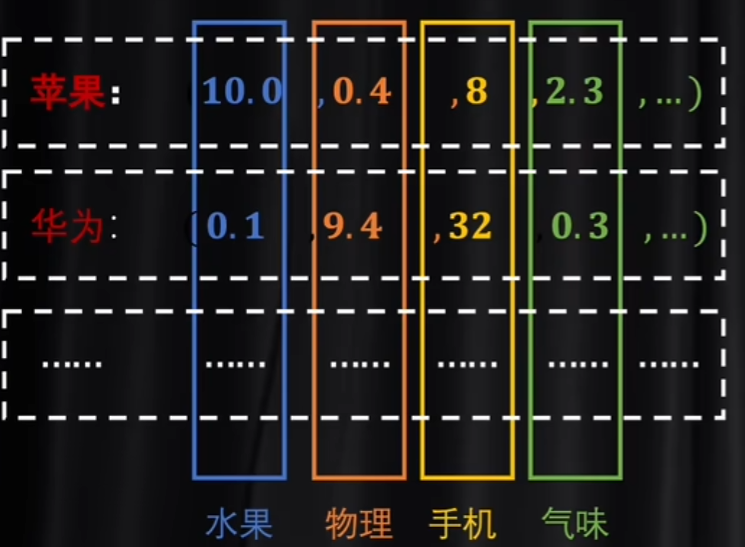 苹果: (10.0 ,0.4 ,8 ,2.3 ,…)
华为: (0.1 ,9.4 ,32 ,0.3 ,…)
…… …… …… …… …… ……
水果 物理 手机 气味